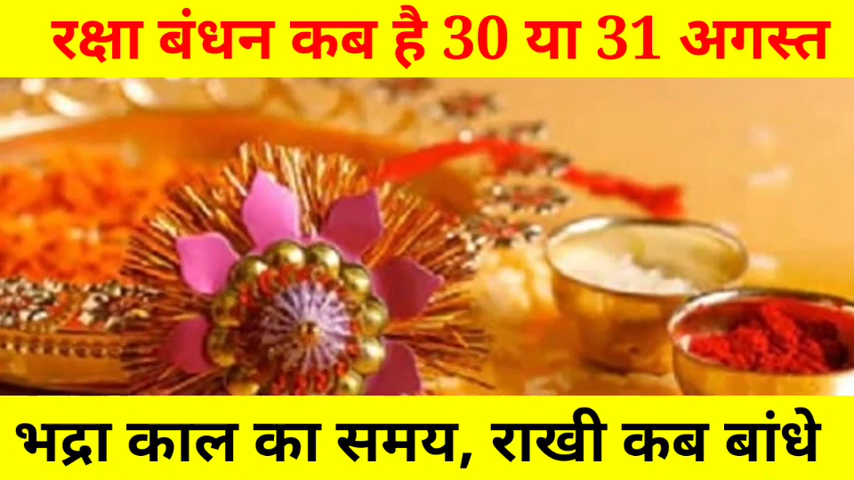 रक्षा बंधन कब है 30 या 31 अगस्त
भद्रा काल का समय, राखी कब बांधे